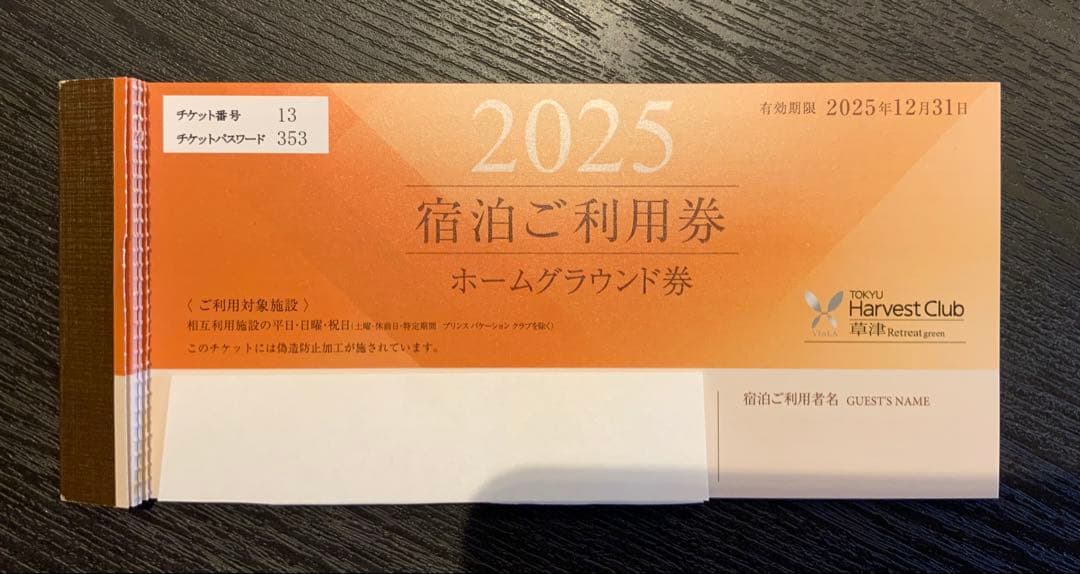 チケット番号 13
チケットパスワード 353
2025
有効期限 2025年12月31日
宿泊ご利用券
ホームグラウンド券
〈 ご利用対象施設 〉
相互利用施設の平日・日曜・祝日(土曜・休前日・特定期間 プリンス バケーション クラブを除く)
このチケットには偽造防止加工が施されています。
VIALA
TOKYU
Harvest Club
草津 Retreat green
宿泊ご利用者名 GUEST'S NAME